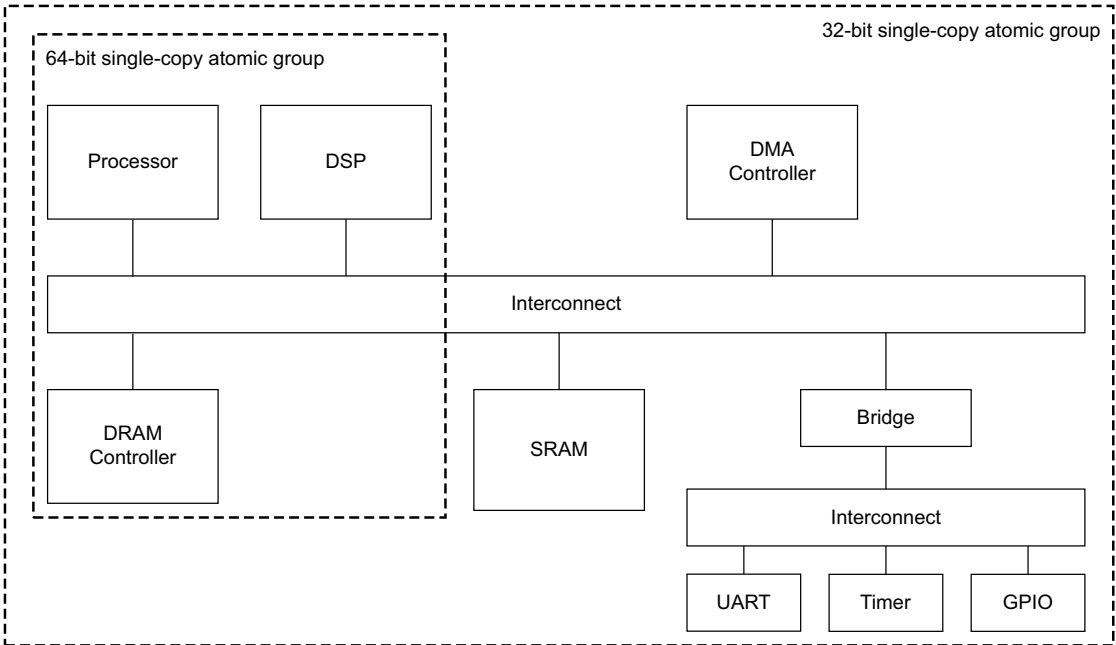 32-bit single-copy atomic group
64-bit single-copy atomic group
Processor
DSP
DMA
Controller
Interconnect
DRAM
Controller
SRAM
Bridge
Interconnect
UART
Timer
GPIO